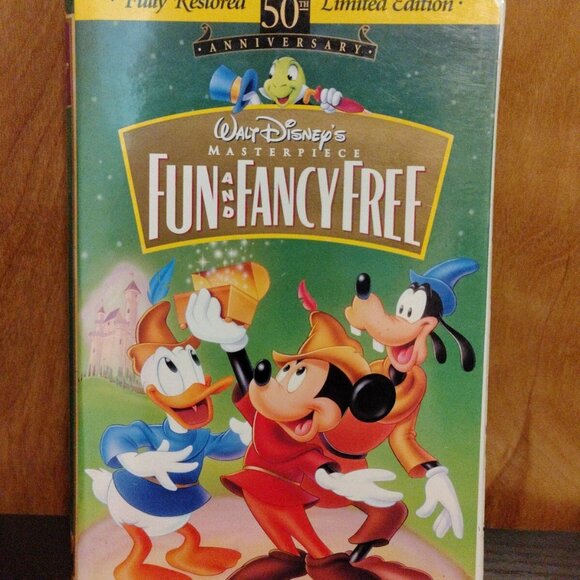 Fully Restored 50TH Limited Edition
ANNIVERSARY
WALT DISNEY'S
MASTERPIECE
FUN AND FANCY FREE